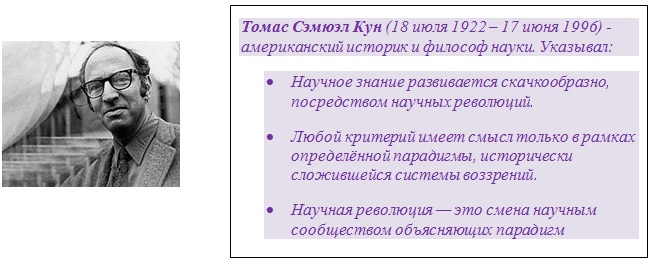 Томас Сэмюэл Кун (18 июля 1922 – 17 июня 1996) -
американский историк и философ науки. Указывал:
• Научное знание развивается скачкообразно,
посредством научных революций.
• Любой критерий имеет смысл только в рамках
определённой парадигмы, исторически
сложившейся системы воззрений.
• Научная революция — это смена научным
сообществом объясняющих парадигм